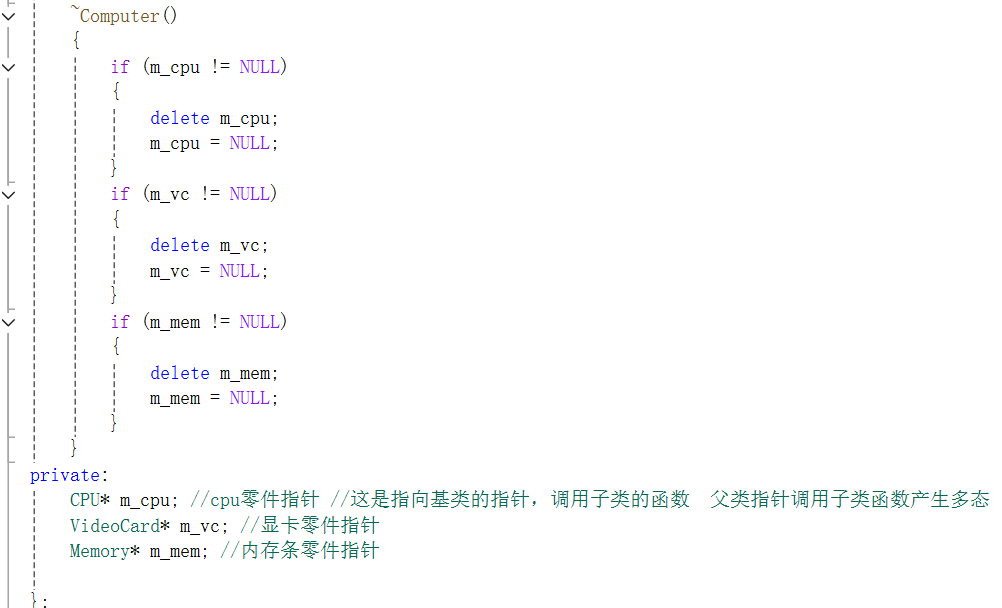 ~Computer()
{
if (m_cpu != NULL)
{
delete m_cpu;
m_cpu = NULL;
}
if (m_vc != NULL)
{
delete m_vc;
m_vc = NULL;
}
if (m_mem != NULL)
{
delete m_mem;
m_mem = NULL;
}
}
private:
CPU* m_cpu; //cpu零件指针 //这是指向基类的指针，调用子类的函数  父类指针调用子类函数产生多态
VideoCard* m_vc; //显卡零件指针
Memory* m_mem; //内存条零件指针
};